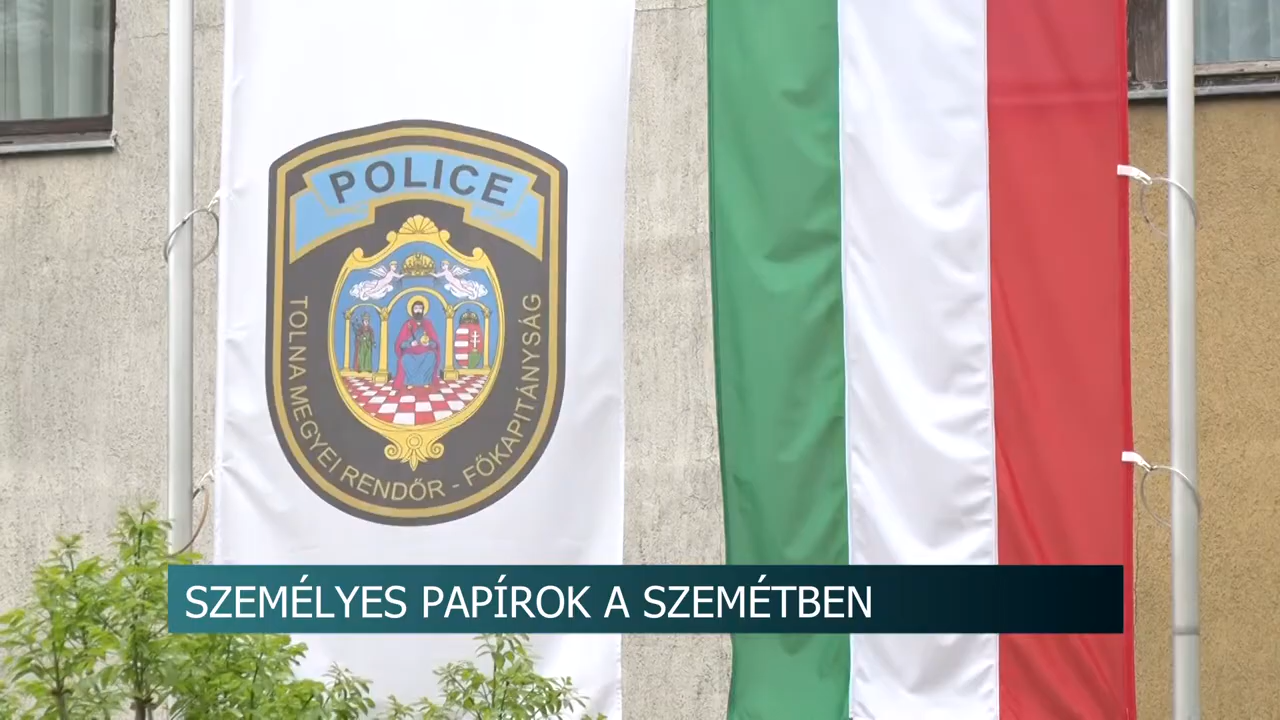 POLICE
TOLNA MEGYEI RENDŐR - FŐKAPITÁNYSÁG
SZEMÉLYES PAPÍROK A SZEMÉTBEN